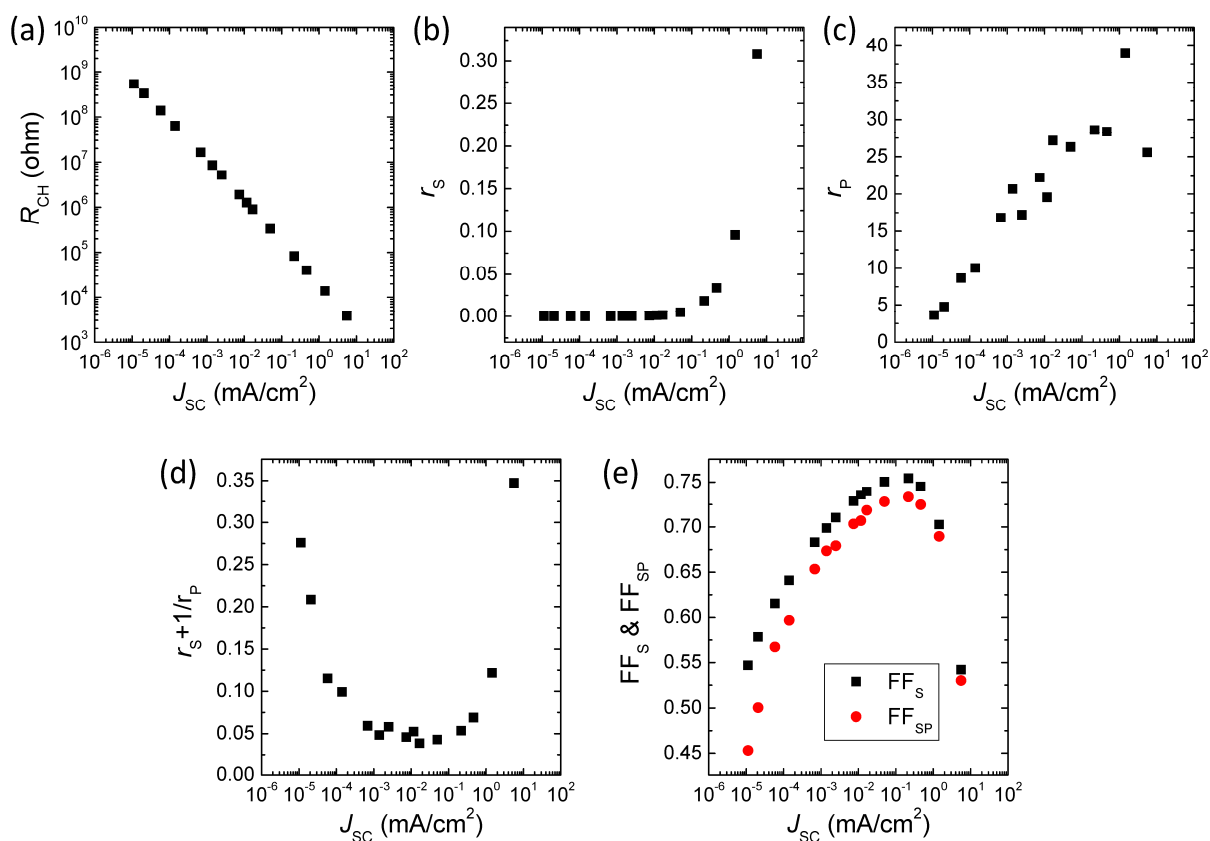 (a)
10^10
10^9
10^8
10^7
10^6
10^5
10^4
10^3
R_CH (ohm)
10^-6 10^-5 10^-4 10^-3 10^-2 10^-1 10^0 10^1 10^2
J_SC (mA/cm^2)
(b)
0.30
0.25
0.20
0.15
0.10
0.05
0.00
r_S
10^-6 10^-5 10^-4 10^-3 10^-2 10^-1 10^0 10^1 10^2
J_SC (mA/cm^2)
(c)
40
35
30
25
20
15
10
5
0
r_P
10^-6 10^-5 10^-4 10^-3 10^-2 10^-1 10^0 10^1 10^2
J_SC (mA/cm^2)
(d)
0.35
0.30
0.25
0.20
0.15
0.10
0.05
0.00
r_S+1/r_P
10^-6 10^-5 10^-4 10^-3 10^-2 10^-1 10^0 10^1 10^2
J_SC (mA/cm^2)
(e)
0.75
0.70
0.65
0.60
0.55
0.50
0.45
FF_S & FF_SP
FF_S
FF_SP
10^-6 10^-5 10^-4 10^-3 10^-2 10^-1 10^0 10^1 10^2
J_SC (mA/cm^2)